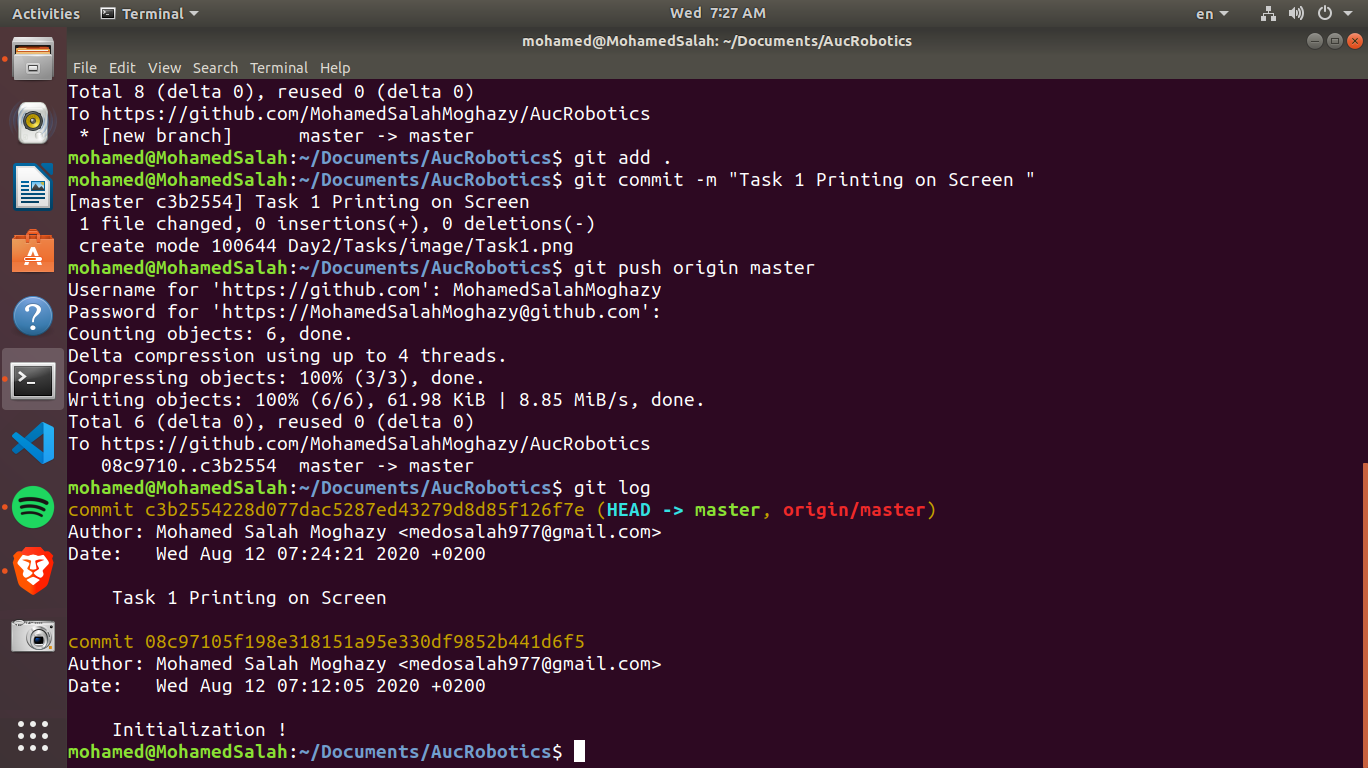 Activities Terminal Wed 7:27 AM en
mohamed@MohamedSalah: ~/Documents/AucRobotics
File Edit View Search Terminal Help
Total 8 (delta 0), reused 0 (delta 0)
To https://github.com/MohamedSalahMoghazy/AucRobotics
 * [new branch]      master -> master
mohamed@MohamedSalah:~/Documents/AucRobotics$ git add .
mohamed@MohamedSalah:~/Documents/AucRobotics$ git commit -m "Task 1 Printing on Screen "
[master c3b2554] Task 1 Printing on Screen
 1 file changed, 0 insertions(+), 0 deletions(-)
 create mode 100644 Day2/Tasks/image/Task1.png
mohamed@MohamedSalah:~/Documents/AucRobotics$ git push origin master
Username for 'https://github.com': MohamedSalahMoghazy
Password for 'https://MohamedSalahMoghazy@github.com':
Counting objects: 6, done.
Delta compression using up to 4 threads.
Compressing objects: 100% (3/3), done.
Writing objects: 100% (6/6), 61.98 KiB | 8.85 MiB/s, done.
Total 6 (delta 0), reused 0 (delta 0)
To https://github.com/MohamedSalahMoghazy/AucRobotics
   08c9710..c3b2554  master -> master
mohamed@MohamedSalah:~/Documents/AucRobotics$ git log
commit c3b2554228d077dac5287ed43279d8d85f126f7e (HEAD -> master, origin/master)
Author: Mohamed Salah Moghazy <medosalah977@gmail.com>
Date:   Wed Aug 12 07:24:21 2020 +0200
    Task 1 Printing on Screen
commit 08c97105f198e318151a95e330df9852b441d6f5
Author: Mohamed Salah Moghazy <medosalah977@gmail.com>
Date:   Wed Aug 12 07:12:05 2020 +0200
    Initialization !
mohamed@MohamedSalah:~/Documents/AucRobotics$